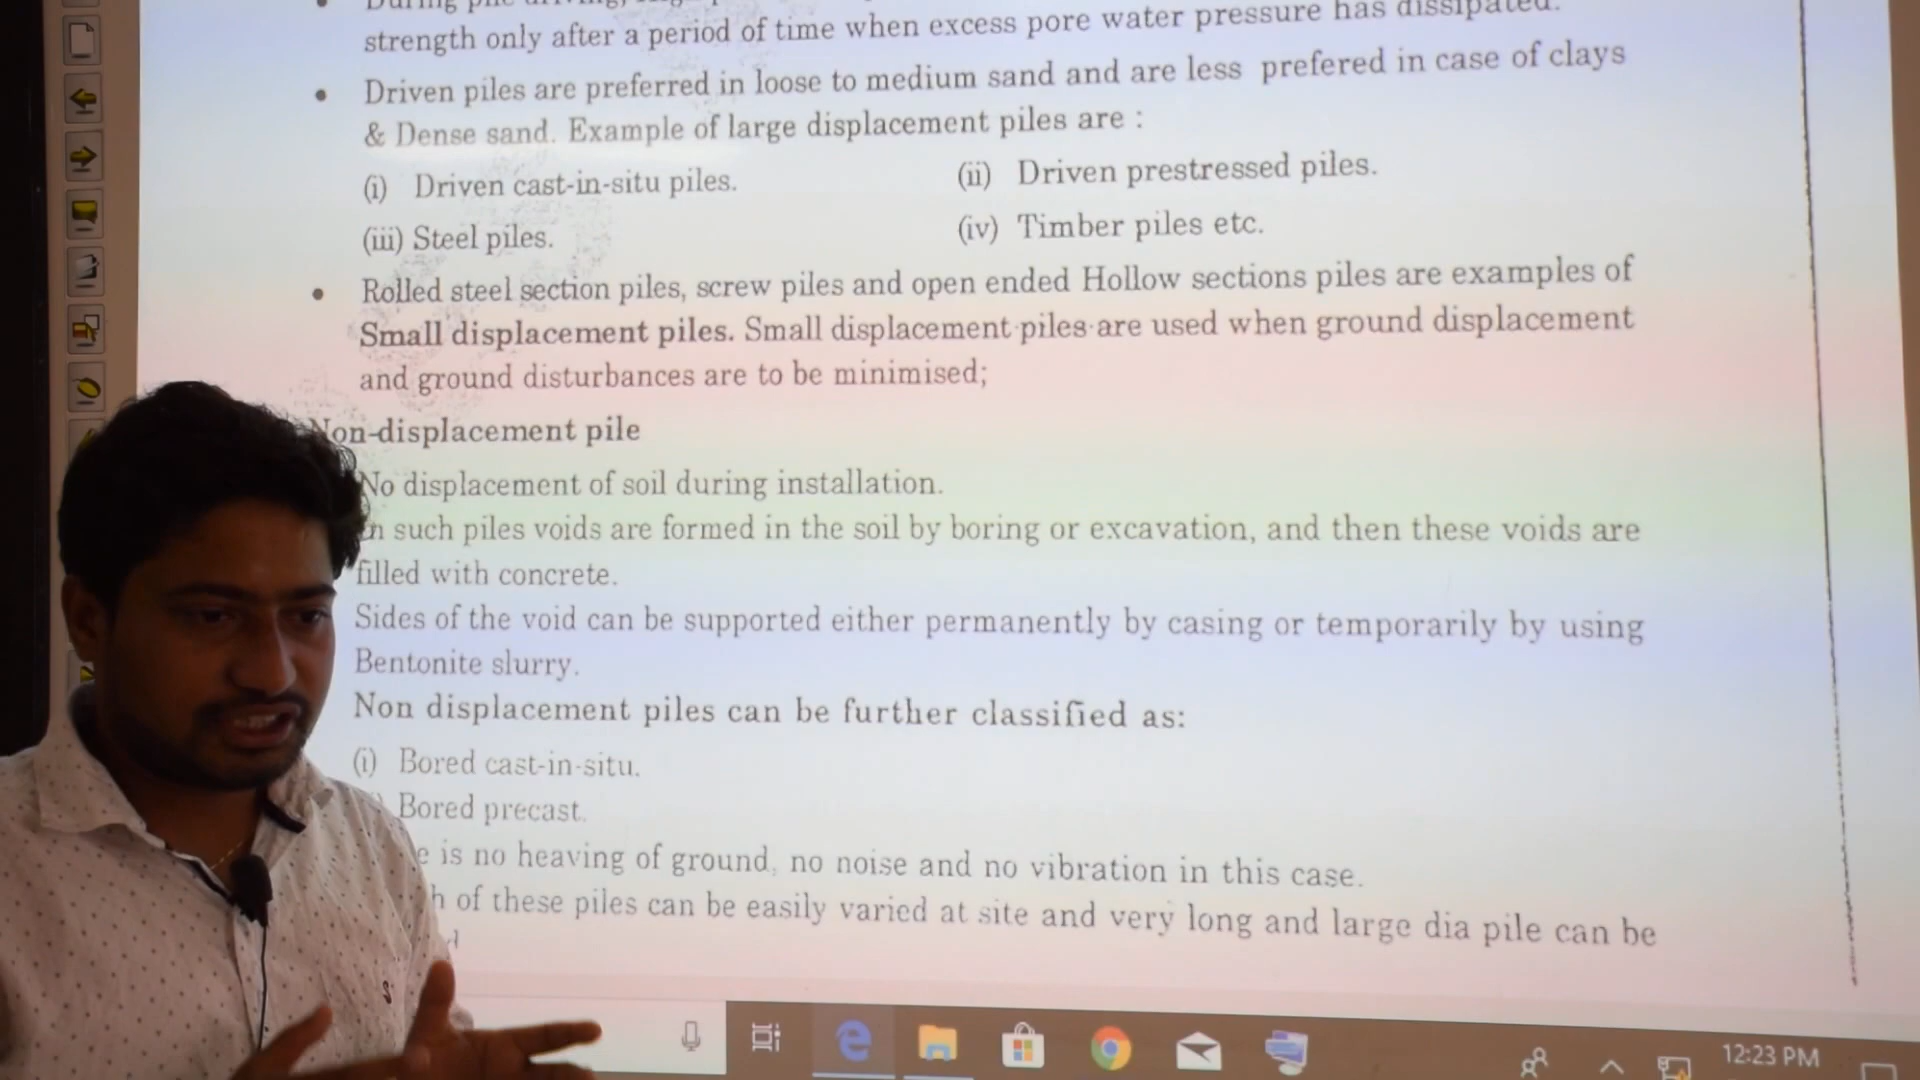 strength only after a period of time when excess pore water pressure has dissipated.
• Driven piles are preferred in loose to medium sand and are less prefered in case of clays
& Dense sand. Example of large displacement piles are :
(i) Driven cast-in-situ piles. (ii) Driven prestressed piles.
(iii) Steel piles. (iv) Timber piles etc.
• Rolled steel section piles, screw piles and open ended Hollow sections piles are examples of
Small displacement piles. Small displacement piles are used when ground displacement
and ground disturbances are to be minimised;
Non-displacement pile
No displacement of soil during installation.
In such piles voids are formed in the soil by boring or excavation, and then these voids are
filled with concrete.
Sides of the void can be supported either permanently by casing or temporarily by using
Bentonite slurry.
Non displacement piles can be further classified as:
(i) Bored cast-in-situ.
Bored precast.
is no heaving of ground, no noise and no vibration in this case.
of these piles can be easily varied at site and very long and large dia pile can be
12:23 PM